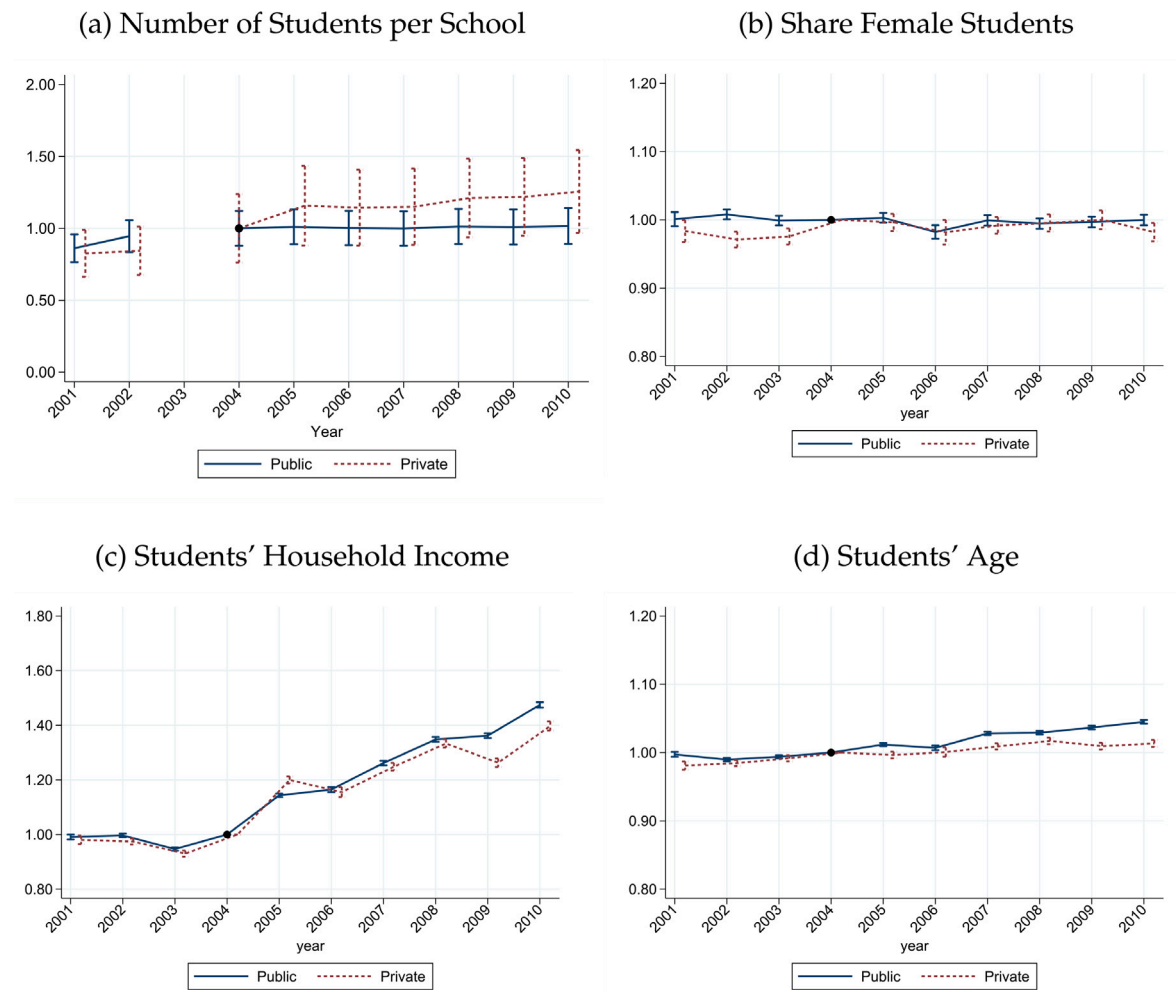 (a) Number of Students per School
2.00
1.50
1.00
0.50
0.00
2001 2002 2003 2004 2005 2006 2007 2008 2009 2010
Year
Public Private
(b) Share Female Students
1.20
1.10
1.00
0.90
0.80
2001 2002 2003 2004 2005 2006 2007 2008 2009 2010
year
Public Private
(c) Students’ Household Income
1.80
1.60
1.40
1.20
1.00
0.80
2001 2002 2003 2004 2005 2006 2007 2008 2009 2010
year
Public Private
(d) Students’ Age
1.20
1.10
1.00
0.90
0.80
2001 2002 2003 2004 2005 2006 2007 2008 2009 2010
year
Public Private